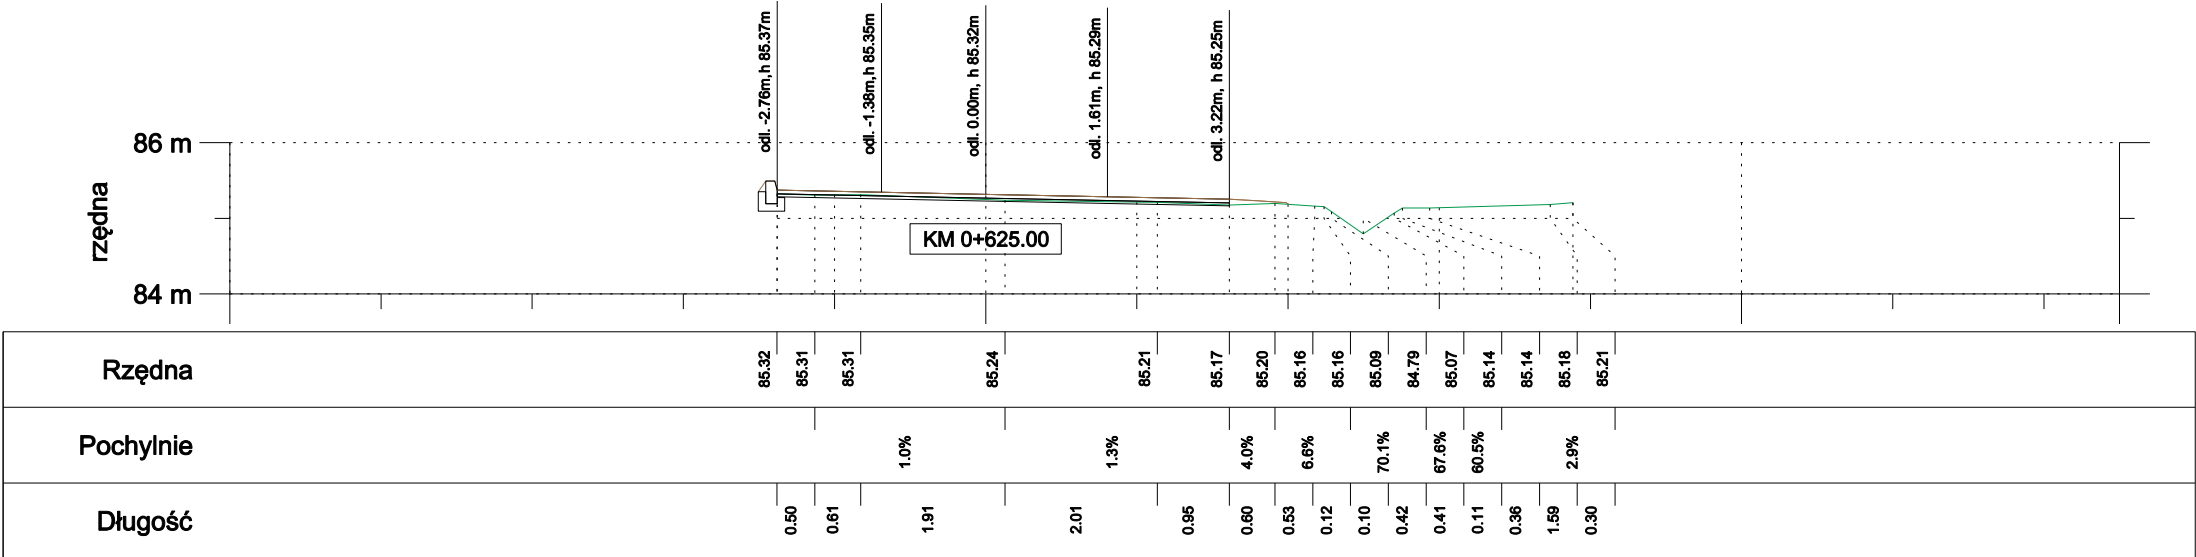 odl. -2.76m,h 85.37m
odl. -1.38m,h 85.35m
odl. 0.00m, h 85.32m
odl. 1.61m, h 85.29m
odl. 3.22m, h 85.25m
86 m
rzędna
KM 0+625.00
84 m
Rzędna 85.32 85.31 85.31 85.24 85.21 85.17 85.20 85.16 85.16 85.09 84.79 85.07 85.14 85.14 85.18 85.21
Pochylnie 1.0% 1.3% 4.0% 6.6% 70.1% 67.6% 60.5% 2.9%
Długość 0.50 0.61 1.91 2.01 0.95 0.60 0.53 0.12 0.10 0.42 0.41 0.11 0.36 1.59 0.30